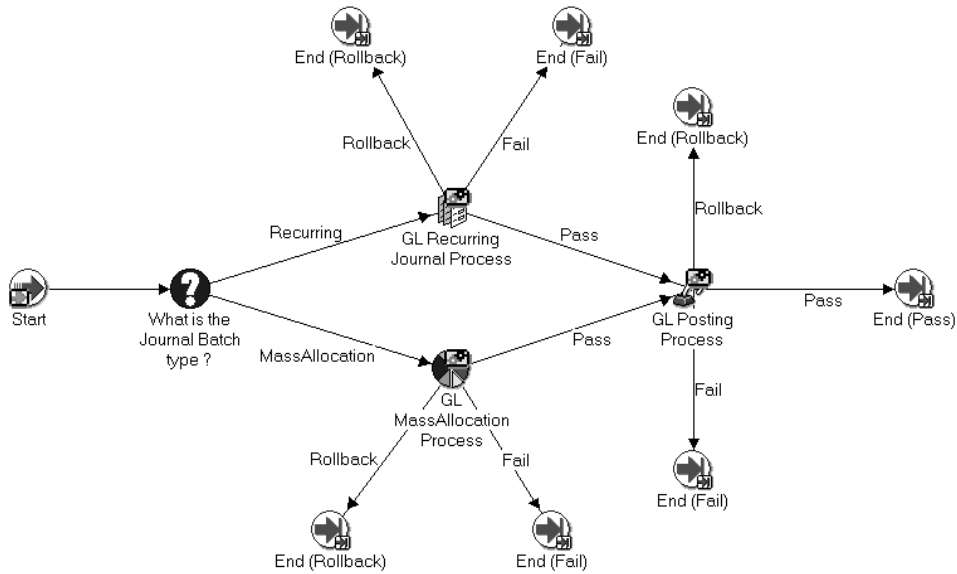 End (Rollback)
End (Fail)
Rollback
Fail
End (Rollback)
Rollback
Recurring
GL Recurring
Journal Process
Pass
Start
What is the
Journal Batch
type ?
GL Posting
Process
Pass
End (Pass)
MassAllocation
Pass
GL
MassAllocation
Process
Fail
Rollback
Fail
End (Fail)
End (Rollback)
End (Fail)